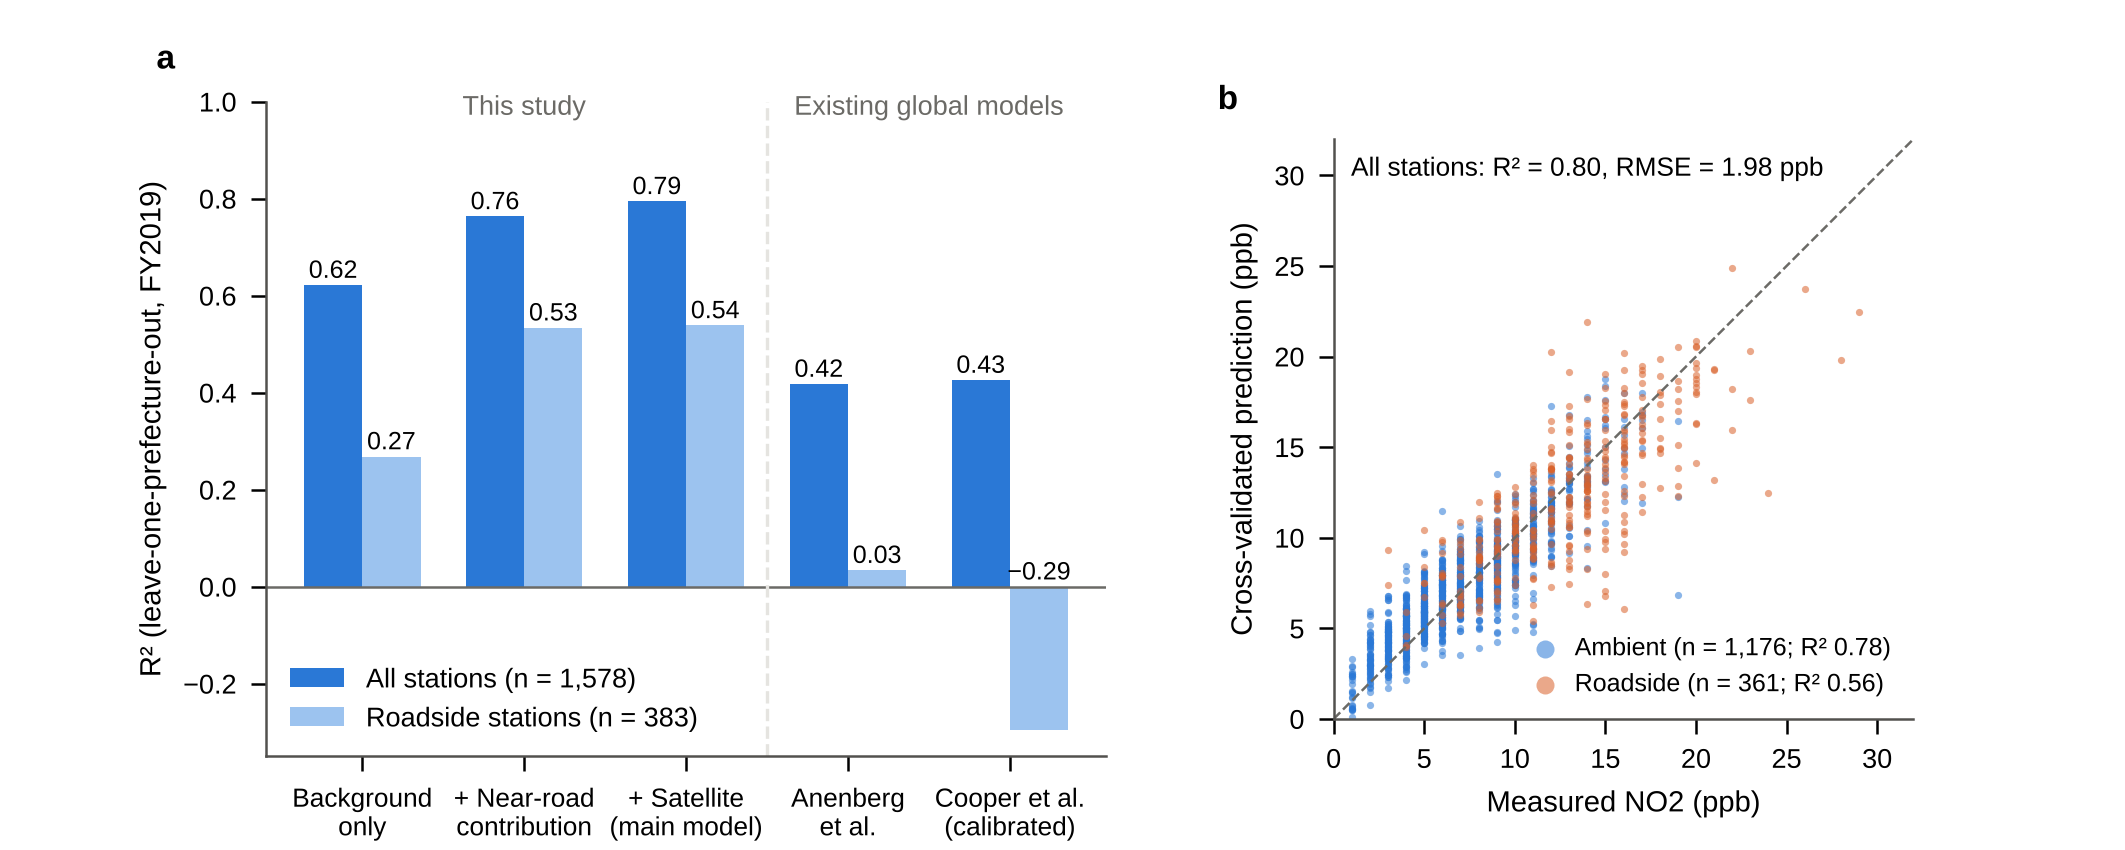 a
This study
Existing global models
R² (leave-one-prefecture-out, FY2019)
1.0
0.8
0.6
0.4
0.2
0.0
−0.2
0.62
0.27
0.76
0.53
0.79
0.54
0.42
0.03
0.43
−0.29
All stations (n = 1,578)
Roadside stations (n = 383)
Background
only
+ Near-road
contribution
+ Satellite
(main model)
Anenberg
et al.
Cooper et al.
(calibrated)
b
All stations: R² = 0.80, RMSE = 1.98 ppb
Cross-validated prediction (ppb)
30
25
20
15
10
5
0
Ambient (n = 1,176; R² 0.78)
Roadside (n = 361; R² 0.56)
0
5
10
15
20
25
30
Measured NO2 (ppb)